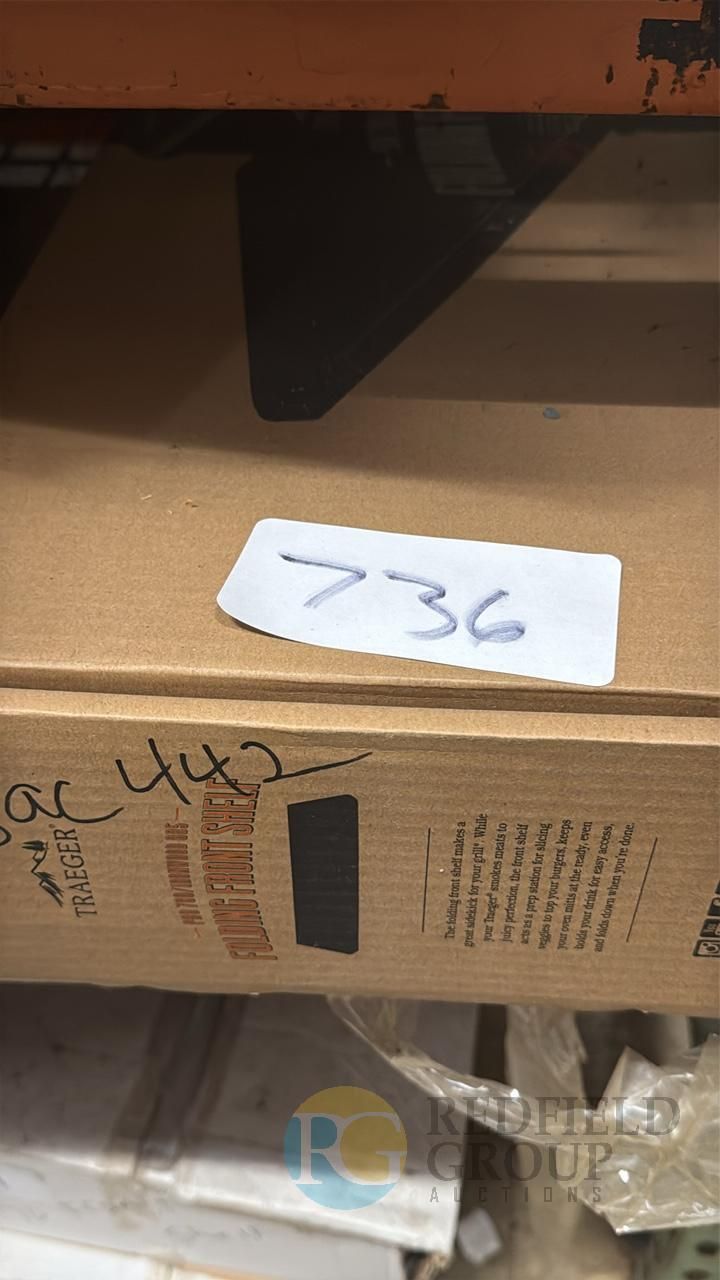 736
ac 442
TRAEGER®
FOLDING FRONT SHELF
The folding front shelf makes a
great sidekick for your grill*. While
your Traeger® smokes meats to
juicy perfection, the front shelf
acts as a prep station for slicing
veggies to top your burgers, keeps
your oven mitts at the ready, even
holds your drink for easy access,
and folds down when you're done.
RG
REDFIELD
GROUP
AUCTIONS